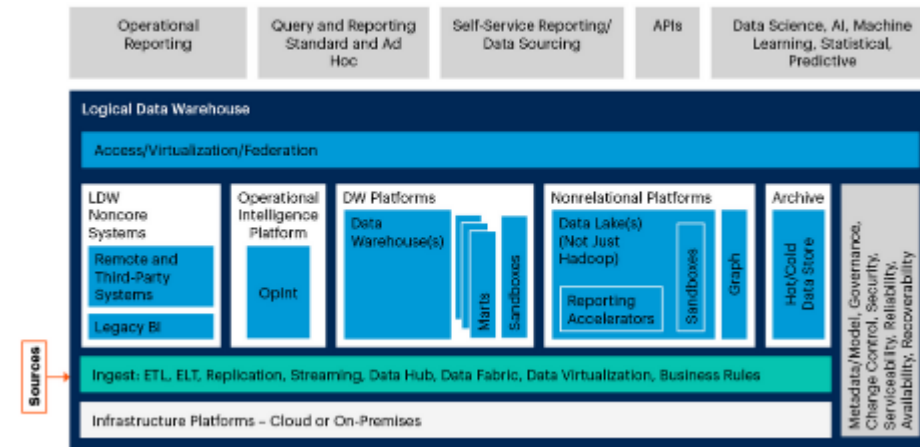 Operational
Reporting
Query and Reporting
Standard and Ad
Hoc
Self-Service Reporting/
Data Sourcing
APIs
Data Science, AI, Machine
Learning, Statistical,
Predictive
Logical Data Warehouse
Access/Virtualization/Federation
LDW
Noncore
Systems
Remote and
Third-Party
Systems
Legacy BI
Operational
Intelligence
Platform
OpInt
DW Platforms
Data
Warehouse(s)
Marts
Sandboxes
Nonrelational Platforms
Data Lake(s)
(Not Just
Hadoop)
Reporting
Accelerators
Sandboxes
Graph
Archive
Hot/Cold
Data Store
Metadata/Model, Governance,
Change Control, Security,
Serviceability, Reliability,
Availability, Recoverability
Sources
Ingest: ETL, ELT, Replication, Streaming, Data Hub, Data Fabric, Data Virtualization, Business Rules
Infrastructure Platforms – Cloud or On-Premises